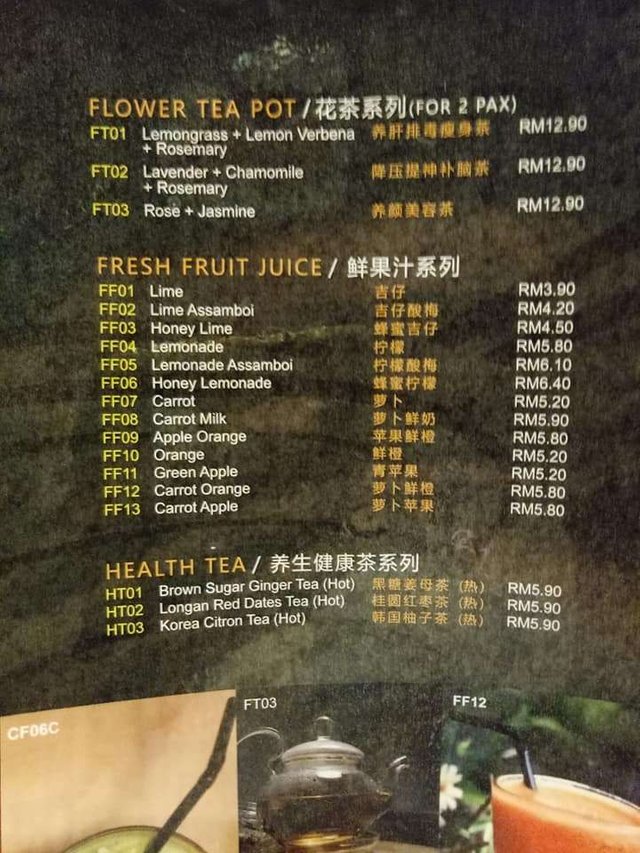 FLOWER TEA POT / 花茶系列(FOR 2 PAX)
FT01 Lemongrass + Lemon Verbena 养肝排毒瘦身茶 RM12.90
+ Rosemary
FT02 Lavender + Chamomile 降压提神补脑茶 RM12.90
+ Rosemary
FT03 Rose + Jasmine 养颜美容茶 RM12.90
FRESH FRUIT JUICE / 鲜果汁系列
FF01 Lime 吉仔 RM3.90
FF02 Lime Assamboi 吉仔酸梅 RM4.20
FF03 Honey Lime 蜂蜜吉仔 RM4.50
FF04 Lemonade 柠檬 RM5.80
FF05 Lemonade Assamboi 柠檬酸梅 RM6.10
FF06 Honey Lemonade 蜂蜜柠檬 RM6.40
FF07 Carrot 萝卜 RM5.20
FF08 Carrot Milk 萝卜鲜奶 RM5.90
FF09 Apple Orange 苹果鲜橙 RM5.80
FF10 Orange 鲜橙 RM5.20
FF11 Green Apple 青苹果 RM5.20
FF12 Carrot Orange 萝卜鲜橙 RM5.80
FF13 Carrot Apple 萝卜苹果 RM5.80
HEALTH TEA / 养生健康茶系列
HT01 Brown Sugar Ginger Tea (Hot) 黑糖姜母茶 (热) RM5.90
HT02 Longan Red Dates Tea (Hot) 桂圆红枣茶 (热) RM5.90
HT03 Korea Citron Tea (Hot) 韩国柚子茶 (热) RM5.90
CF06C
FT03
FF12